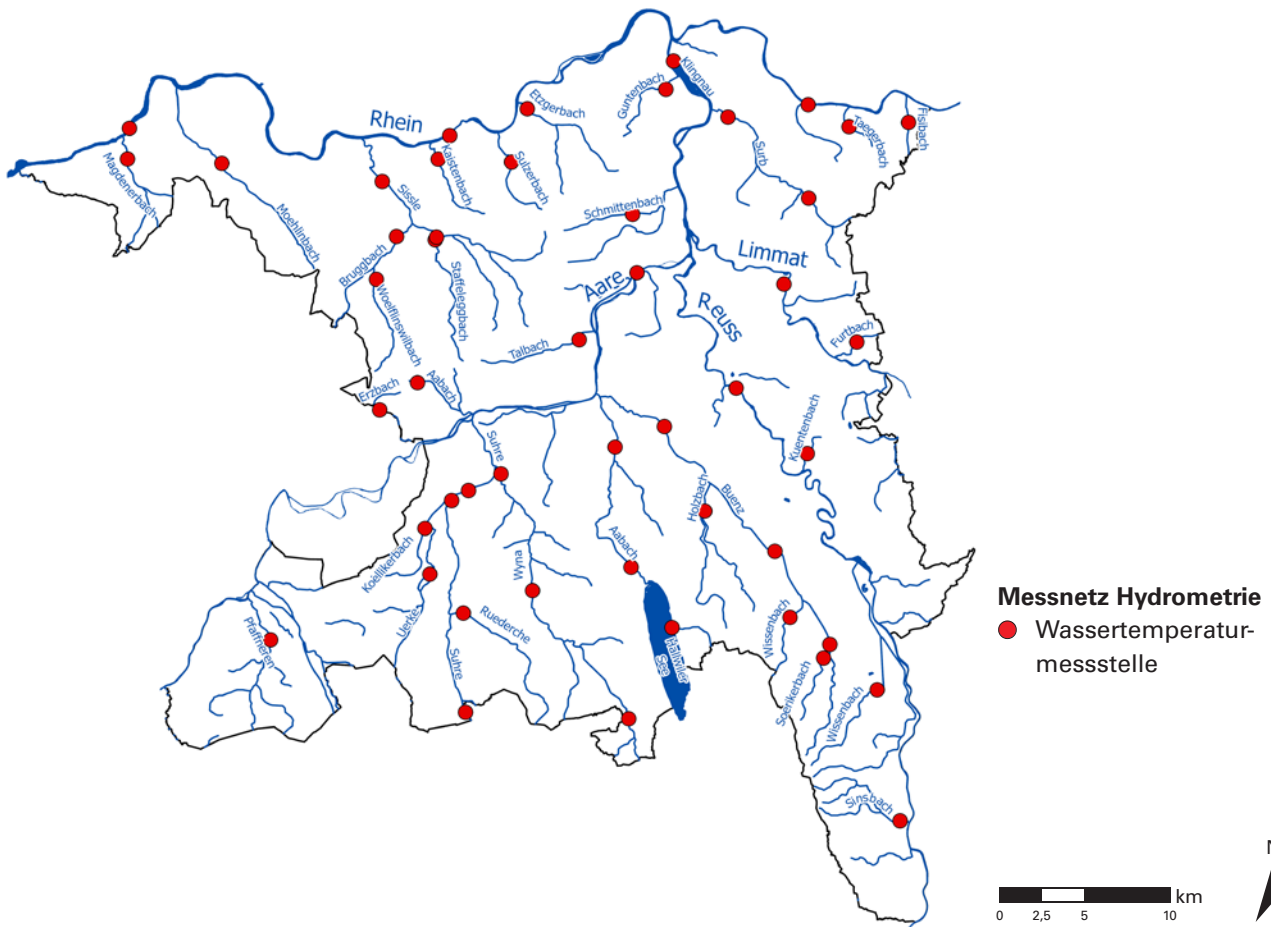 Klingnau
Guntenbach
Etzgerbach
Rhein
Taegerbach
Fisibach
Kaistenbach
Sulzerbach
Surb
Magdenerbach
Sissle
Moehlinbach
Schmittenbach
Limmat
Bruggbach
Staffeleggbach
Aare
Reuss
Woelflinswilbach
Talbach
Furtbach
Erzbach
Aabach
Kuentenbach
Suhre
Holzbach
Buenz
Koellikerbach
Wyna
Aabach
Uerke
Ruederche
Pfaffneren
Wissenbach
Hallwiler
See
Suhre
Soerikerbach
Wissenbach
Sinsbach
Messnetz Hydrometrie
Wassertemperatur-
messstelle
N
km
0 2,5 5 10